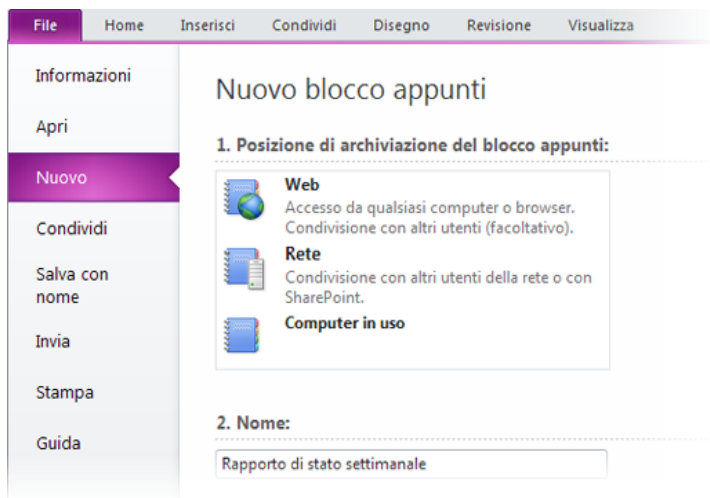 File Home Inserisci Condividi Disegno Revisione Visualizza
Informazioni
Apri
Nuovo
Condividi
Salva con
nome
Invia
Stampa
Guida
Nuovo blocco appunti
1. Posizione di archiviazione del blocco appunti:
Web
Accesso da qualsiasi computer o browser.
Condivisione con altri utenti (facoltativo).
Rete
Condivisione con altri utenti della rete o con
SharePoint.
Computer in uso
2. Nome:
Rapporto di stato settimanale